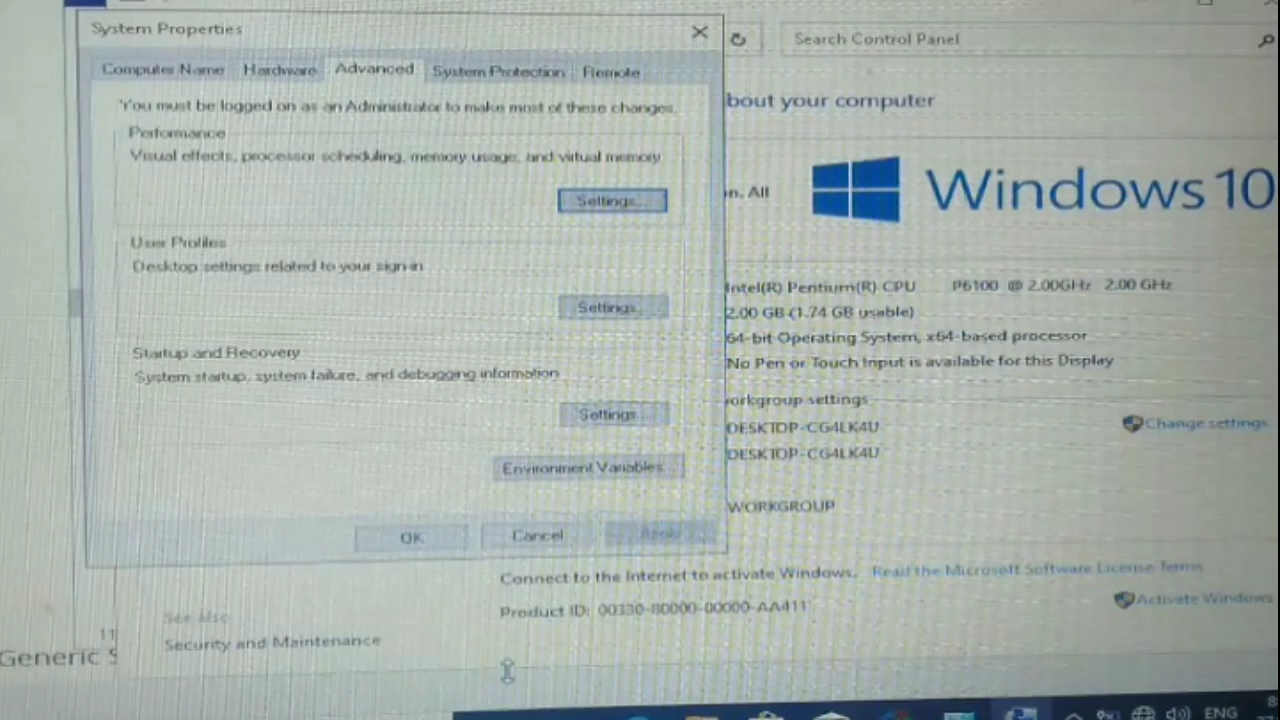 System Properties
Computer Name Hardware Advanced System Protection Remote
You must be logged on as an Administrator to make most of these changes.
Performance
Visual effects, processor scheduling, memory usage, and virtual memory
Settings...
User Profiles
Desktop settings related to your sign-in
Settings...
Startup and Recovery
System startup, system failure, and debugging information
Settings...
Environment Variables...
OK Cancel Apply
Search Control Panel
bout your computer
n. All
Windows 10
Intel(R) Pentium(R) CPU P6100 @ 2.00GHz 2.00 GHz
2.00 GB (1.74 GB usable)
64-bit Operating System, x64-based processor
No Pen or Touch Input is available for this Display
orkgroup settings
DESKTOP-CG4LK4U
Change settings
DESKTOP-CG4LK4U
WORKGROUP
Connect to the Internet to activate Windows. Read the Microsoft Software License Terms
Product ID: 00330-80000-00000-AA411
Activate Windows
See also
Security and Maintenance
11
Generic S
ENG
8